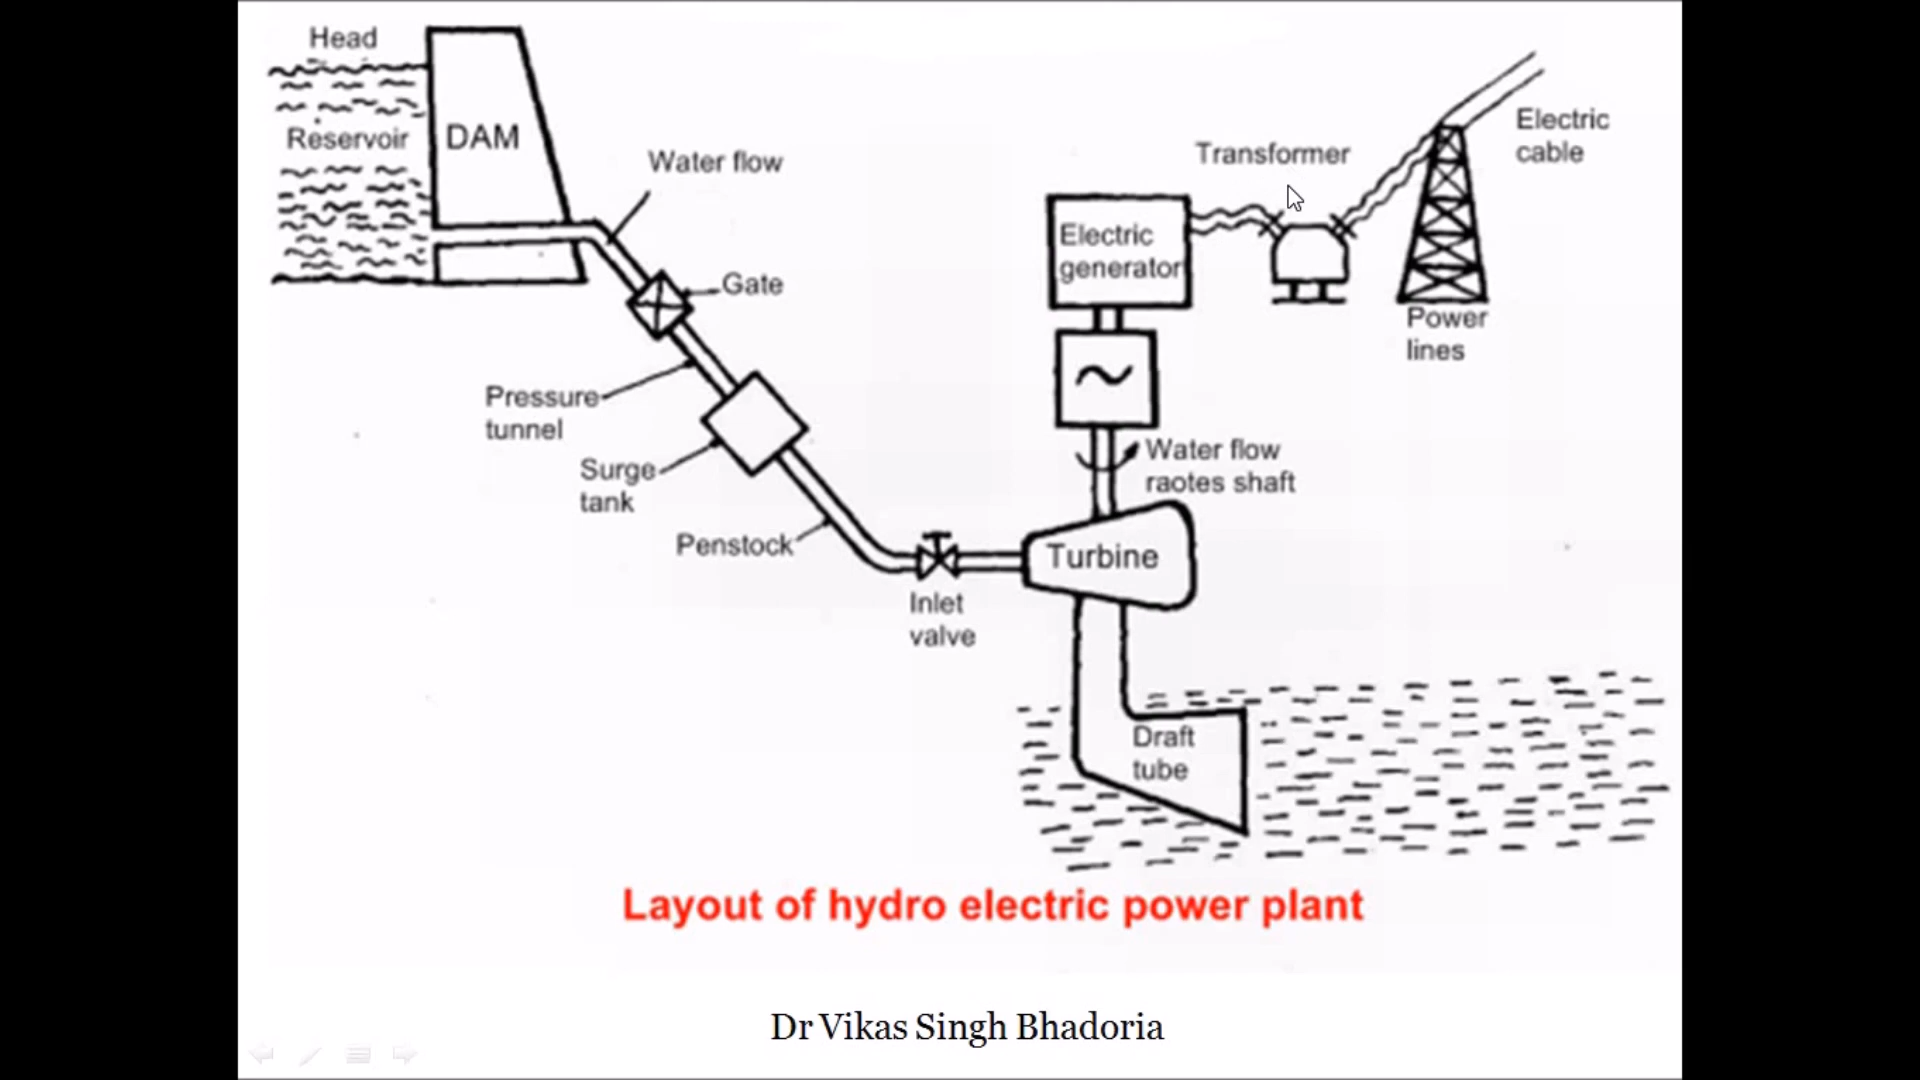 Head
Reservoir
DAM
Water flow
Gate
Pressure
tunnel
Surge
tank
Penstock
Inlet
valve
Turbine
Water flow
raotes shaft
Electric
generator
Transformer
Electric
cable
Power
lines
Draft
tube
Layout of hydro electric power plant
Dr Vikas Singh Bhadoria